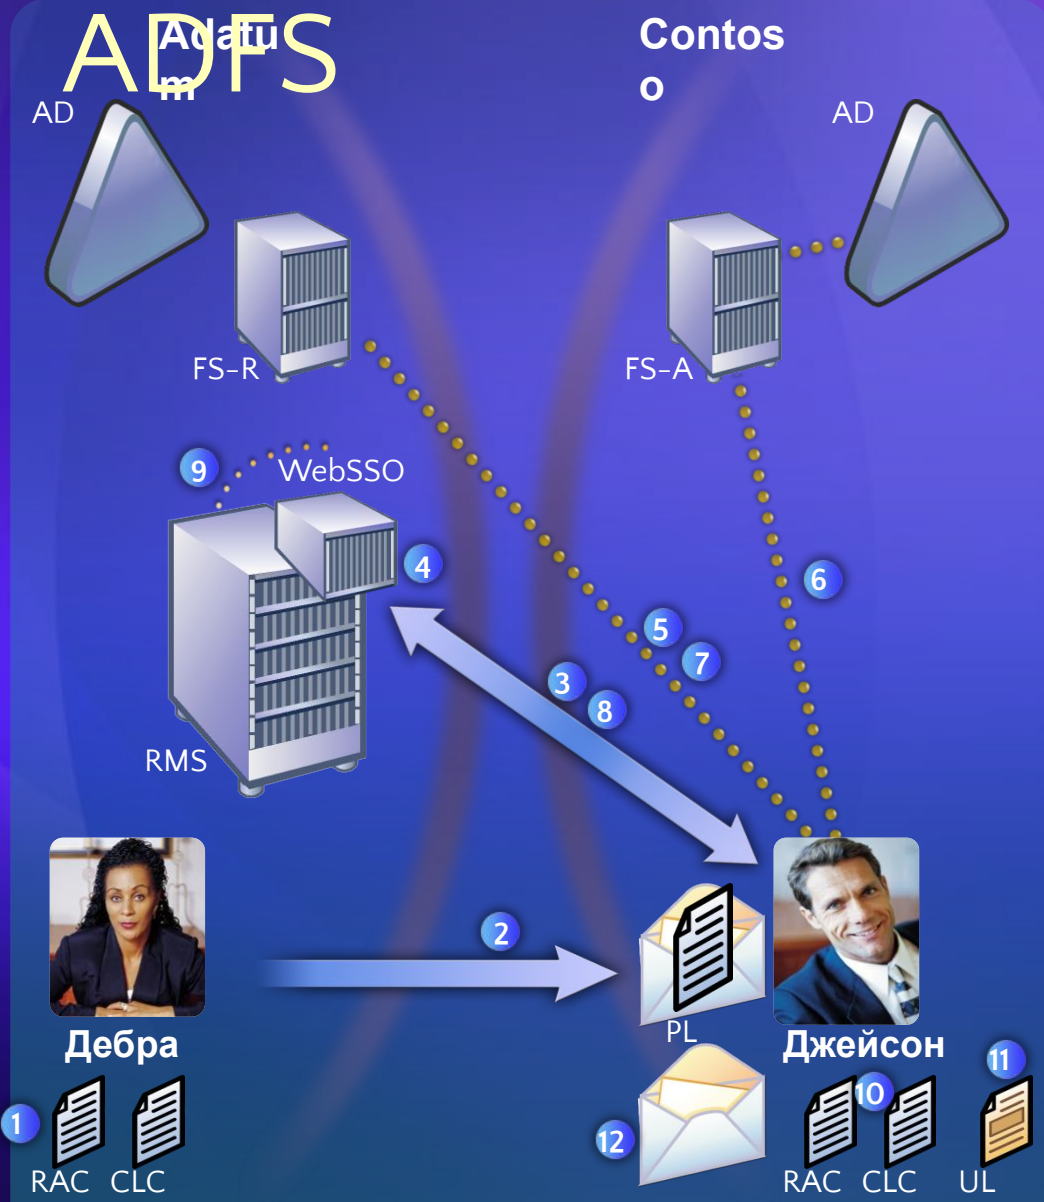 ADFS
Adatu
m
Contos
o
AD
AD
FS-R
FS-A
9
WebSSO
4
6
5
7
3
8
RMS
2
PL
Дебра
Джейсон
11
1
10
12
RAC CLC
RAC CLC UL